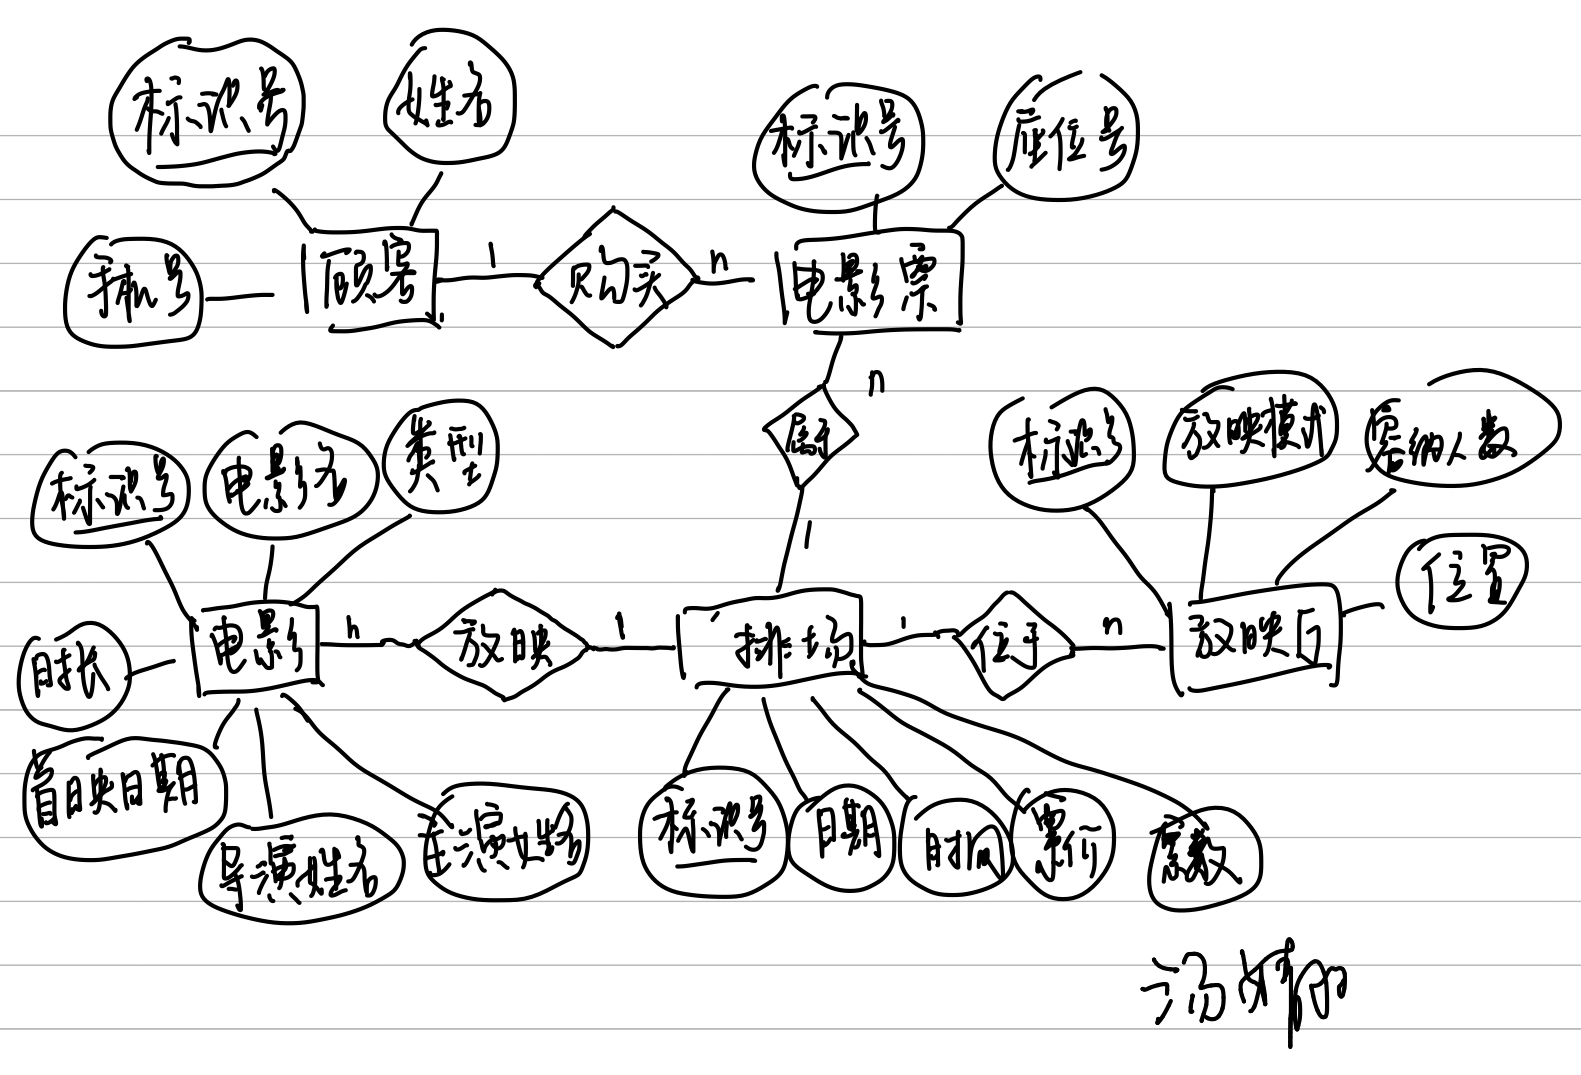 标识号
姓名
手机号
顾客
1
购买
n
电影票
标识号
座位号
n
属于
1
标识号
放映模式
容纳人数
位置
标识号
电影名
类型
时长
电影
n
放映
1
排场
1
位于
n
放映厅
首映日期
导演姓名
主演姓名
标识号
日期
时间
票价
票数